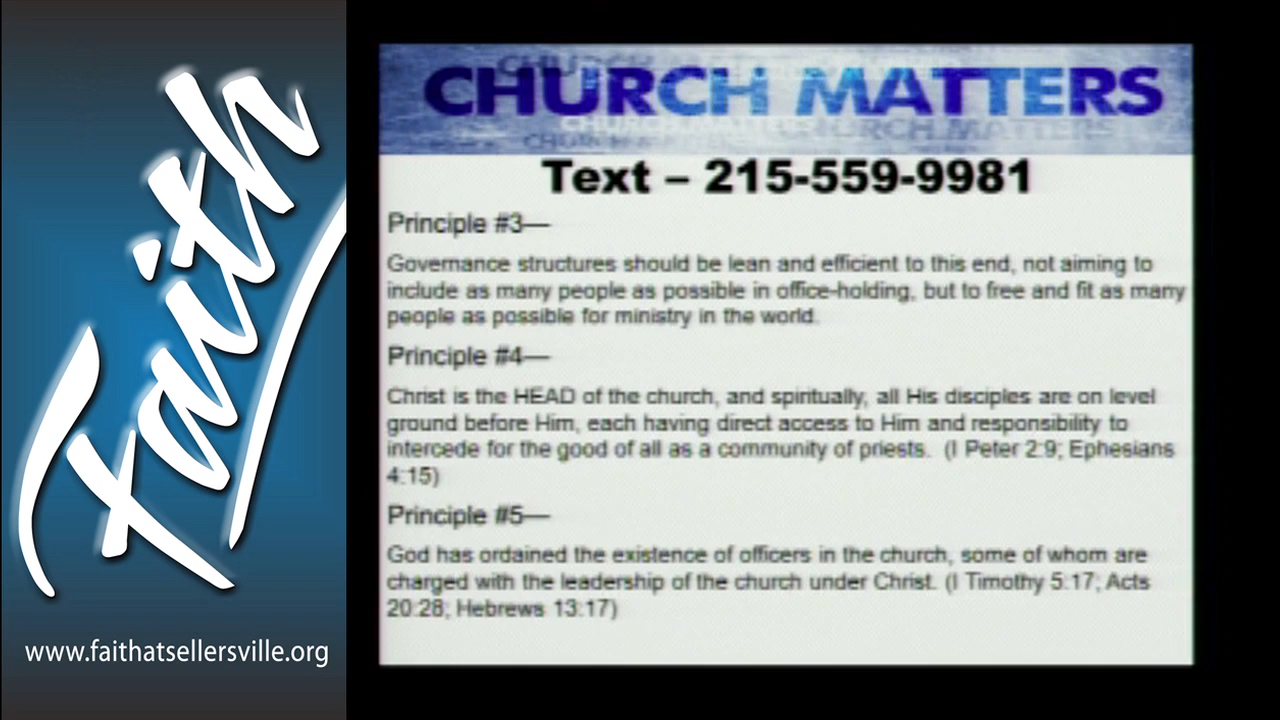 Faith
www.faithatsellersville.org
CHURCH MATTERS
Text – 215-559-9981
Principle #3—
Governance structures should be lean and efficient to this end, not aiming to
include as many people as possible in office-holding, but to free and fit as many
people as possible for ministry in the world.
Principle #4—
Christ is the HEAD of the church, and spiritually, all His disciples are on level
ground before Him, each having direct access to Him and responsibility to
intercede for the good of all as a community of priests. (I Peter 2:9; Ephesians
4:15)
Principle #5—
God has ordained the existence of officers in the church, some of whom are
charged with the leadership of the church under Christ. (I Timothy 5:17; Acts
20:28; Hebrews 13:17)